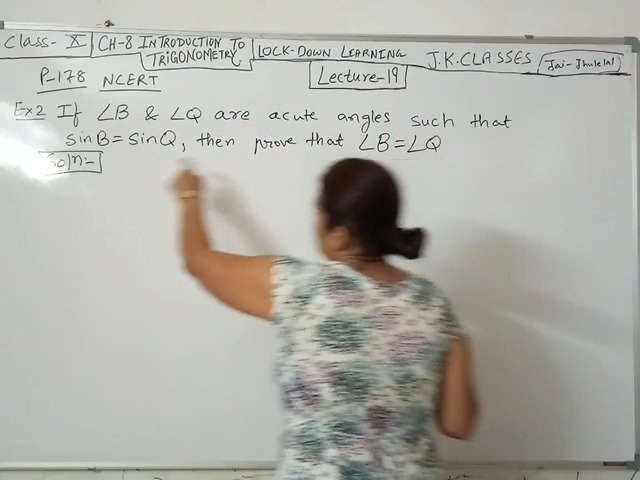 Class- X CH-8 INTRODUCTION TO TRIGONOMETRY LOCK-DOWN LEARNING J.K.CLASSES Jai-Jhulelal
P-178 NCERT Lecture-19
Ex2 If ∠B & ∠Q are acute angles such that
sinB=sinQ, then prove that ∠B=∠Q
Soln:-